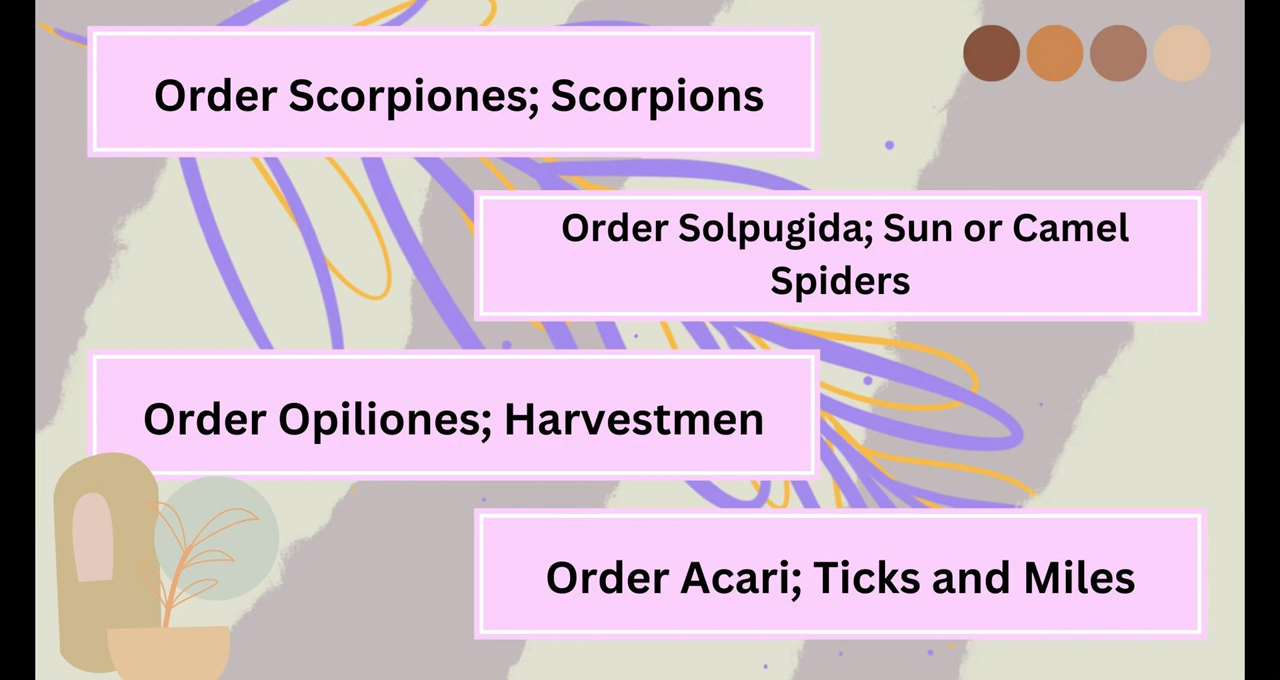 Order Scorpiones; Scorpions
Order Solpugida; Sun or Camel
Spiders
Order Opiliones; Harvestmen
Order Acari; Ticks and Miles